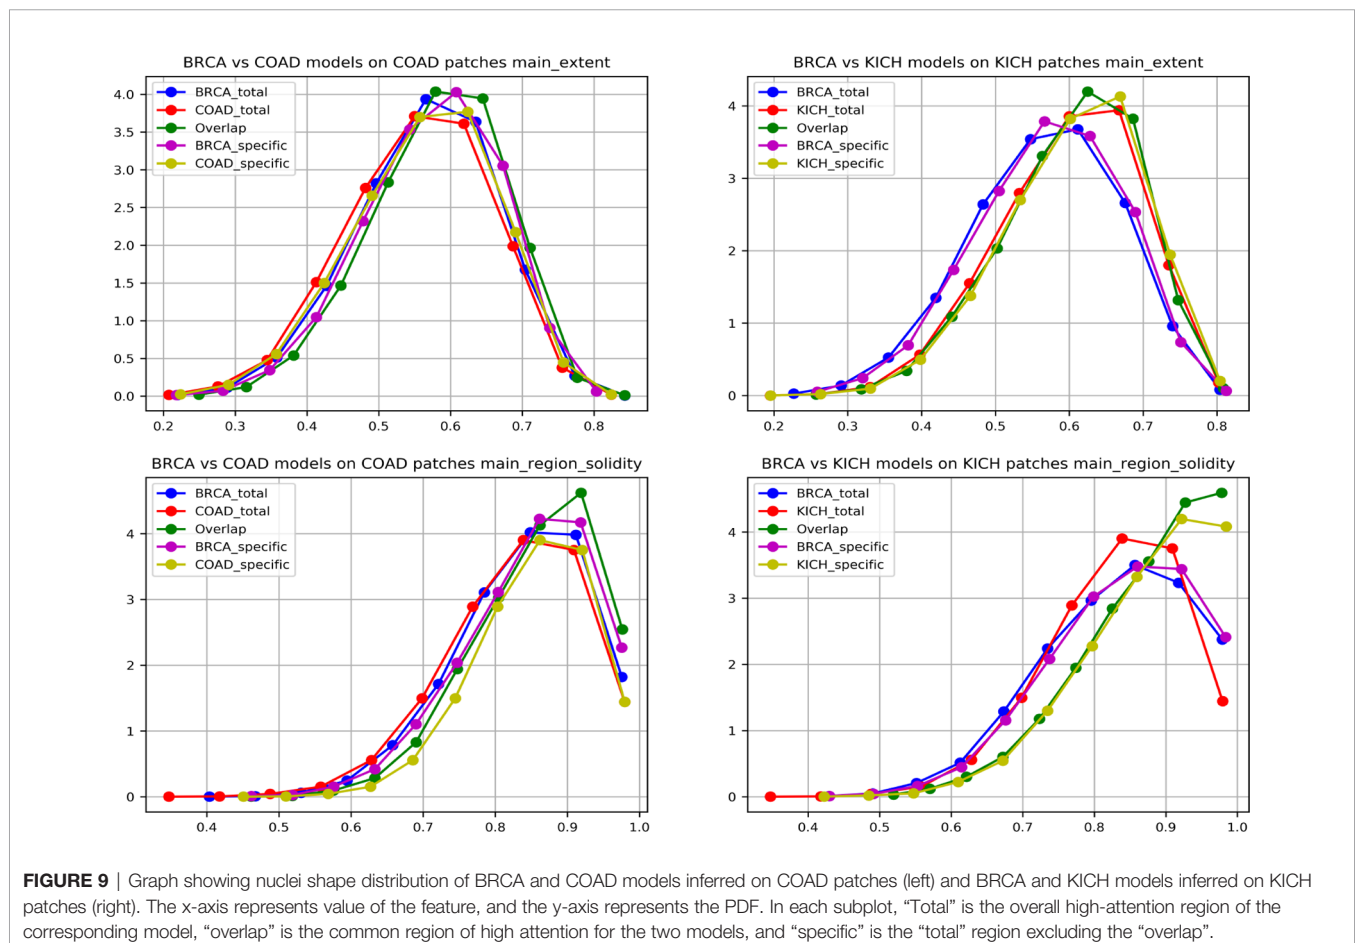 BRCA vs COAD models on COAD patches main_extent
BRCA_total
COAD_total
Overlap
BRCA_specific
COAD_specific
4.0
3.5
3.0
2.5
2.0
1.5
1.0
0.5
0.0
0.2 0.3 0.4 0.5 0.6 0.7 0.8
BRCA vs KICH models on KICH patches main_extent
BRCA_total
KICH_total
Overlap
BRCA_specific
KICH_specific
4
3
2
1
0
0.2 0.3 0.4 0.5 0.6 0.7 0.8
BRCA vs COAD models on COAD patches main_region_solidity
BRCA_total
COAD_total
Overlap
BRCA_specific
COAD_specific
4
3
2
1
0
0.4 0.5 0.6 0.7 0.8 0.9 1.0
BRCA vs KICH models on KICH patches main_region_solidity
BRCA_total
KICH_total
Overlap
BRCA_specific
KICH_specific
4
3
2
1
0
0.4 0.5 0.6 0.7 0.8 0.9 1.0
FIGURE 9 | Graph showing nuclei shape distribution of BRCA and COAD models inferred on COAD patches (left) and BRCA and KICH models inferred on KICH
patches (right). The x-axis represents value of the feature, and the y-axis represents the PDF. In each subplot, “Total” is the overall high-attention region of the
corresponding model, “overlap” is the common region of high attention for the two models, and “specific” is the “total” region excluding the “overlap”.